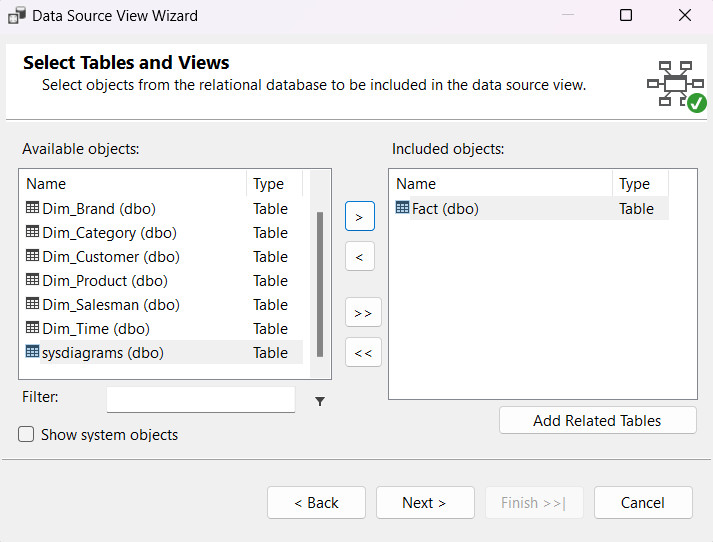 Data Source View Wizard
Select Tables and Views
Select objects from the relational database to be included in the data source view.
Available objects:
Name Type
Dim_Brand (dbo) Table
Dim_Category (dbo) Table
Dim_Customer (dbo) Table
Dim_Product (dbo) Table
Dim_Salesman (dbo) Table
Dim_Time (dbo) Table
sysdiagrams (dbo) Table
Filter:
Show system objects
>
<
>>
<<
Included objects:
Name Type
Fact (dbo) Table
Add Related Tables
< Back
Next >
Finish >>|
Cancel